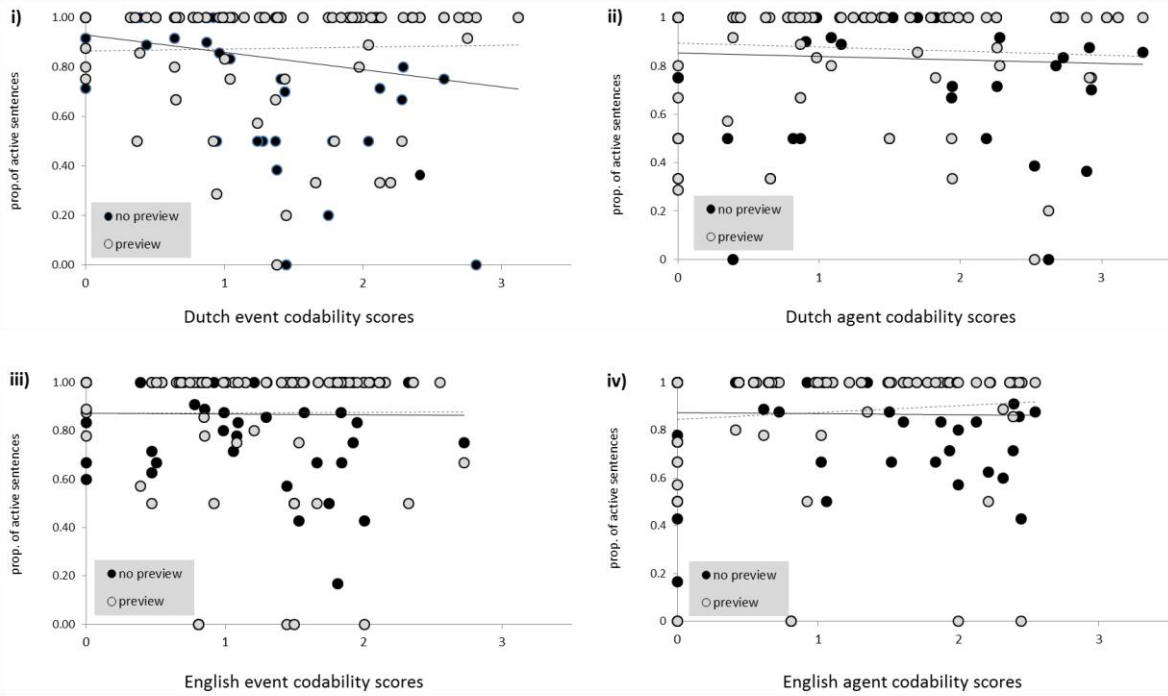 i)
prop.of active sentences
1.00
0.80
0.60
0.40
0.20
0.00
no preview
preview
0 1 2 3
Dutch event codability scores
ii)
prop. of active sentences
1
0.8
0.6
0.4
0.2
0
no preview
preview
0 1 2 3
Dutch agent codability scores
iii)
prop. of active sentences
1.00
0.80
0.60
0.40
0.20
0.00
no preview
preview
0 1 2 3
English event codability scores
iv)
prop. of active sentences
1
0.8
0.6
0.4
0.2
0
no preview
preview
0 1 2 3
English agent codability scores